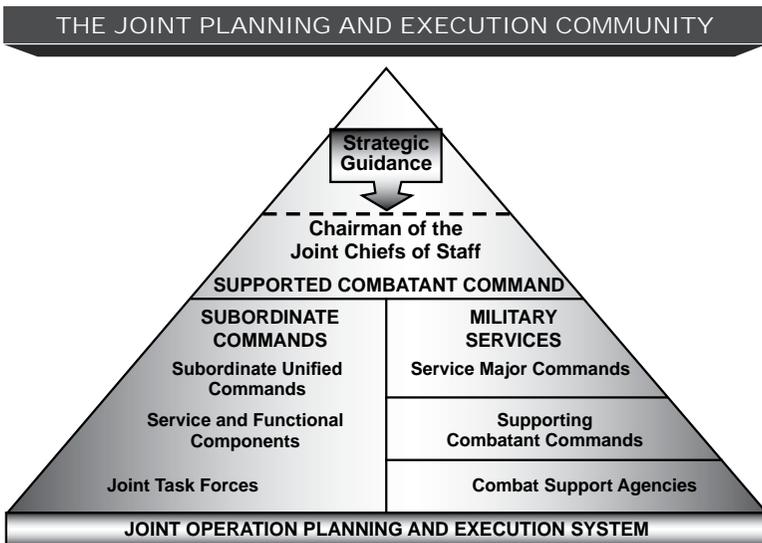 THE JOINT PLANNING AND EXECUTION COMMUNITY
Strategic
Guidance
Chairman of the
Joint Chiefs of Staff
SUPPORTED COMBATANT COMMAND
SUBORDINATE
COMMANDS
Subordinate Unified
Commands
Service and Functional
Components
Joint Task Forces
MILITARY
SERVICES
Service Major Commands
Supporting
Combatant Commands
Combat Support Agencies
JOINT OPERATION PLANNING AND EXECUTION SYSTEM